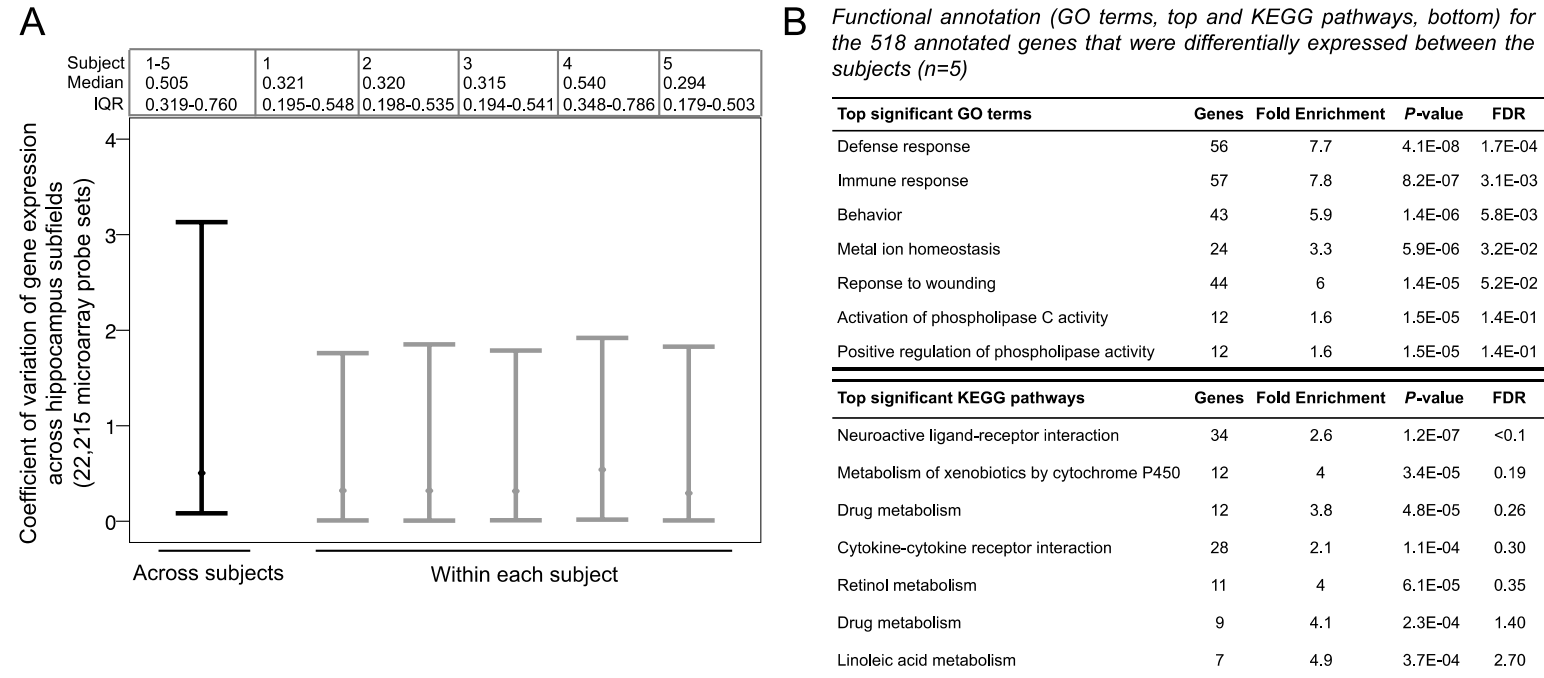 A
Subject 1-5 1 2 3 4 5
Median 0.505 0.321 0.320 0.315 0.540 0.294
IQR 0.319-0.760 0.195-0.548 0.198-0.535 0.194-0.541 0.348-0.786 0.179-0.503
Coefficient of variation of gene expression
across hippocampus subfields
(22,215 microarray probe sets)
4
3
2
1
0
Across subjects
Within each subject
B
Functional annotation (GO terms, top and KEGG pathways, bottom) for
the 518 annotated genes that were differentially expressed between the
subjects (n=5)
Top significant GO terms Genes Fold Enrichment P-value FDR
Defense response 56 7.7 4.1E-08 1.7E-04
Immune response 57 7.8 8.2E-07 3.1E-03
Behavior 43 5.9 1.4E-06 5.8E-03
Metal ion homeostasis 24 3.3 5.9E-06 3.2E-02
Reponse to wounding 44 6 1.4E-05 5.2E-02
Activation of phospholipase C activity 12 1.6 1.5E-05 1.4E-01
Positive regulation of phospholipase activity 12 1.6 1.5E-05 1.4E-01
Top significant KEGG pathways Genes Fold Enrichment P-value FDR
Neuroactive ligand-receptor interaction 34 2.6 1.2E-07 <0.1
Metabolism of xenobiotics by cytochrome P450 12 4 3.4E-05 0.19
Drug metabolism 12 3.8 4.8E-05 0.26
Cytokine-cytokine receptor interaction 28 2.1 1.1E-04 0.30
Retinol metabolism 11 4 6.1E-05 0.35
Drug metabolism 9 4.1 2.3E-04 1.40
Linoleic acid metabolism 7 4.9 3.7E-04 2.70